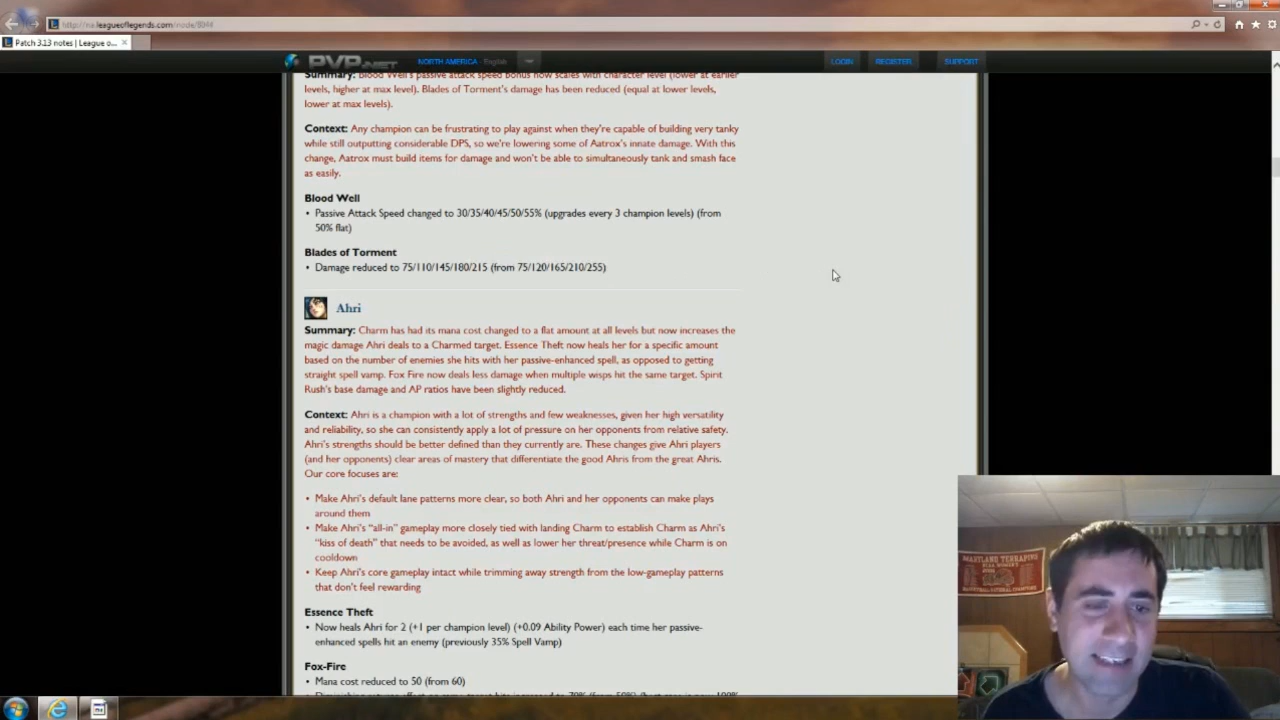 http://na.leagueoflegends.com/node/8044
Patch 3.13 notes | League o...
PVP.NET
NORTH AMERICA - English
LOGIN
REGISTER
SUPPORT
Summary: Blood Well's passive attack speed bonus now scales with character level (lower at earlier
levels, higher at max level). Blades of Torment's damage has been reduced (equal at lower levels,
lower at max levels).
Context: Any champion can be frustrating to play against when they're capable of building very tanky
while still outputting considerable DPS, so we're lowering some of Aatrox's innate damage. With this
change, Aatrox must build items for damage and won't be able to simultaneously tank and smash face
as easily.
Blood Well
• Passive Attack Speed changed to 30/35/40/45/50/55% (upgrades every 3 champion levels) (from
50% flat)
Blades of Torment
• Damage reduced to 75/110/145/180/215 (from 75/120/165/210/255)
Ahri
Summary: Charm has had its mana cost changed to a flat amount at all levels but now increases the
magic damage Ahri deals to a Charmed target. Essence Theft now heals her for a specific amount
based on the number of enemies she hits with her passive-enhanced spell, as opposed to getting
straight spell vamp. Fox Fire now deals less damage when multiple wisps hit the same target. Spirit
Rush's base damage and AP ratios have been slightly reduced.
Context: Ahri is a champion with a lot of strengths and few weaknesses, given her high versatility
and reliability, so she can consistently apply a lot of pressure on her opponents from relative safety.
Ahri's strengths should be better defined than they currently are. These changes give Ahri players
(and her opponents) clear areas of mastery that differentiate the good Ahris from the great Ahris.
Our core focuses are:
• Make Ahri's default lane patterns more clear, so both Ahri and her opponents can make plays
around them
• Make Ahri's "all-in" gameplay more closely tied with landing Charm to establish Charm as Ahri's
"kiss of death" that needs to be avoided, as well as lower her threat/presence while Charm is on
cooldown
• Keep Ahri's core gameplay intact while trimming away strength from the low-gameplay patterns
that don't feel rewarding
Essence Theft
• Now heals Ahri for 2 (+1 per champion level) (+0.09 Ability Power) each time her passive-
enhanced spells hit an enemy (previously 35% Spell Vamp)
Fox-Fire
• Mana cost reduced to 50 (from 60)
MARYLAND TERRAPINS